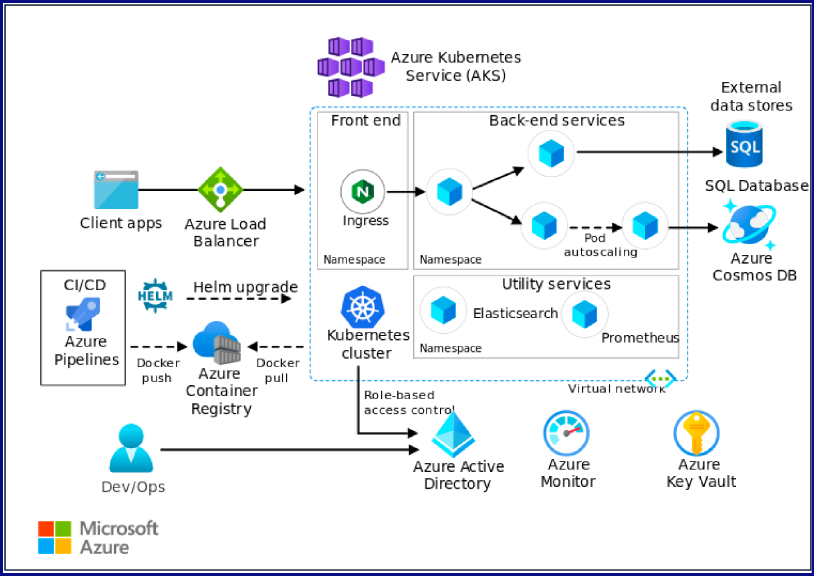 Azure Kubernetes
Service (AKS)
External
data stores
Front end
Back-end services
SQL
SQL Database
N
Ingress
Client apps
Azure Load
Balancer
Pod
autoscaling
Namespace
Namespace
Azure
Cosmos DB
CI/CD
Azure
Pipelines
HELM
Helm upgrade
Utility services
Elasticsearch
Prometheus
Namespace
Kubernetes
cluster
Docker
push
Azure
Container
Registry
Docker
pull
Virtual network
Role-based
access control
Azure Active
Directory
Azure
Monitor
Azure
Key Vault
Dev/Ops
Microsoft
Azure